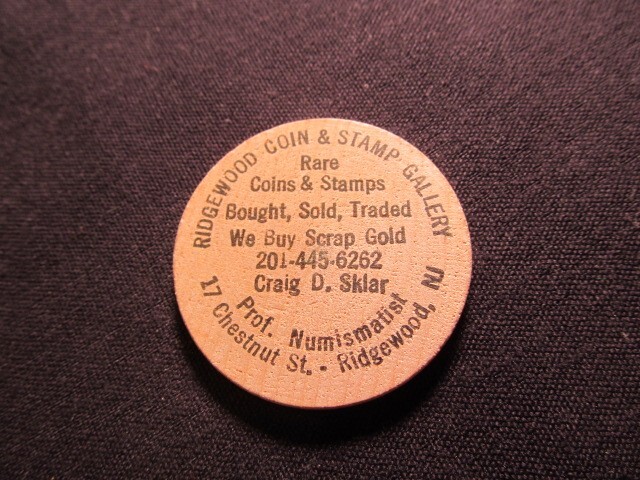 RIDGEWOOD COIN & STAMP GALLERY
Rare
Coins & Stamps
Bought, Sold, Traded
We Buy Scrap Gold
201-445-6262
Craig D. Sklar
Prof. Numismatist
17 Chestnut St. - Ridgewood, NJ